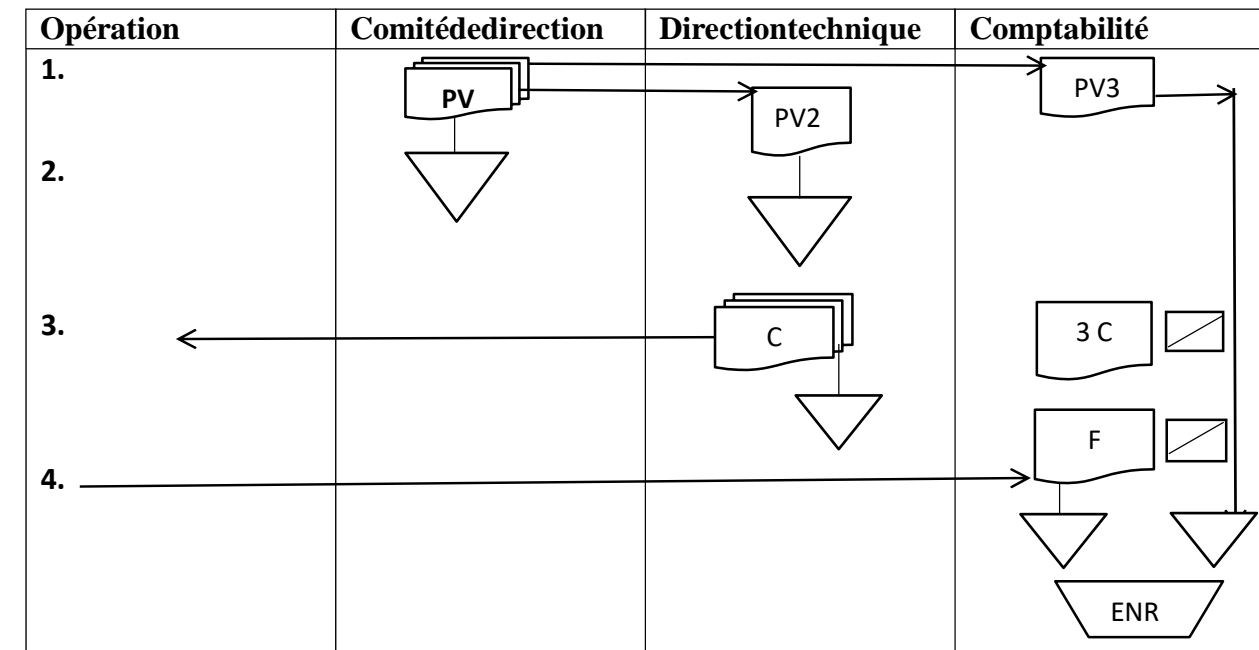 Opération Comitédedirection Directiontechnique Comptabilité
1.
PV
PV2
PV3
2.
3.
C
3 C
F
4.
ENR